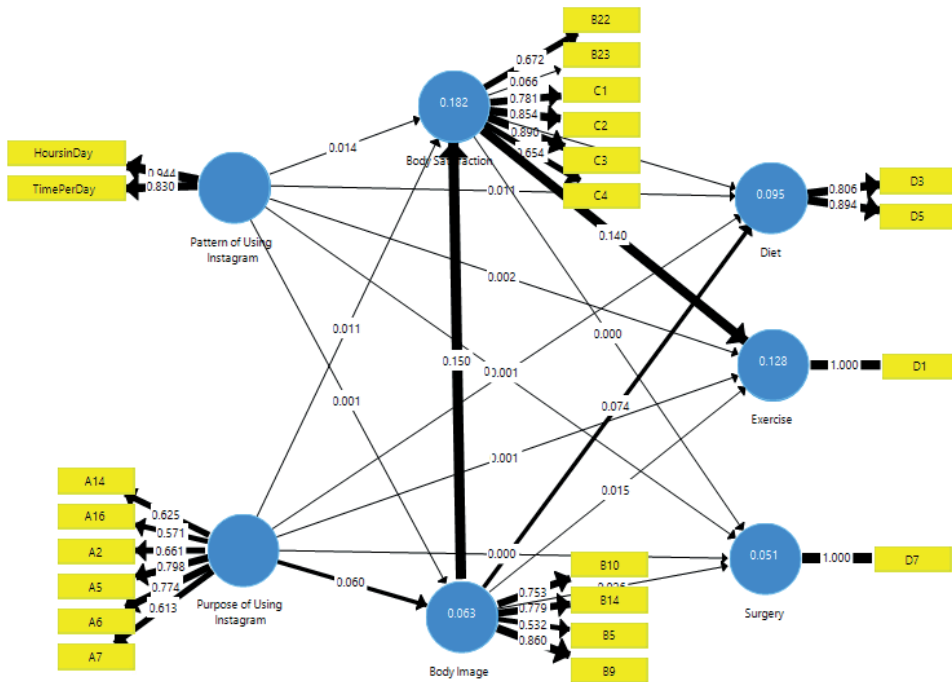 B22
0.672
B23
0.066
0.182
0.781
C1
0.854
C2
0.014
0.890
HoursinDay
0.944
Body Satisfaction
0.654
C3
TimePerDay
0.830
0.011
C4
0.095
0.806
D3
0.894
D5
0.140
Pattern of Using
Instagram
Diet
0.002
0.011
0.000
0.150
0.128
1.000
D1
0.001
0.001
0.074
Exercise
0.001
0.015
A14
0.625
A16
0.571
A2
0.661
A5
0.798
0.774
A6
0.613
A7
Purpose of Using
Instagram
0.000
0.051
1.000
D7
0.060
B10
0.753
0.063
0.779
B14
Surgery
0.532
B5
0.860
B9
Body Image